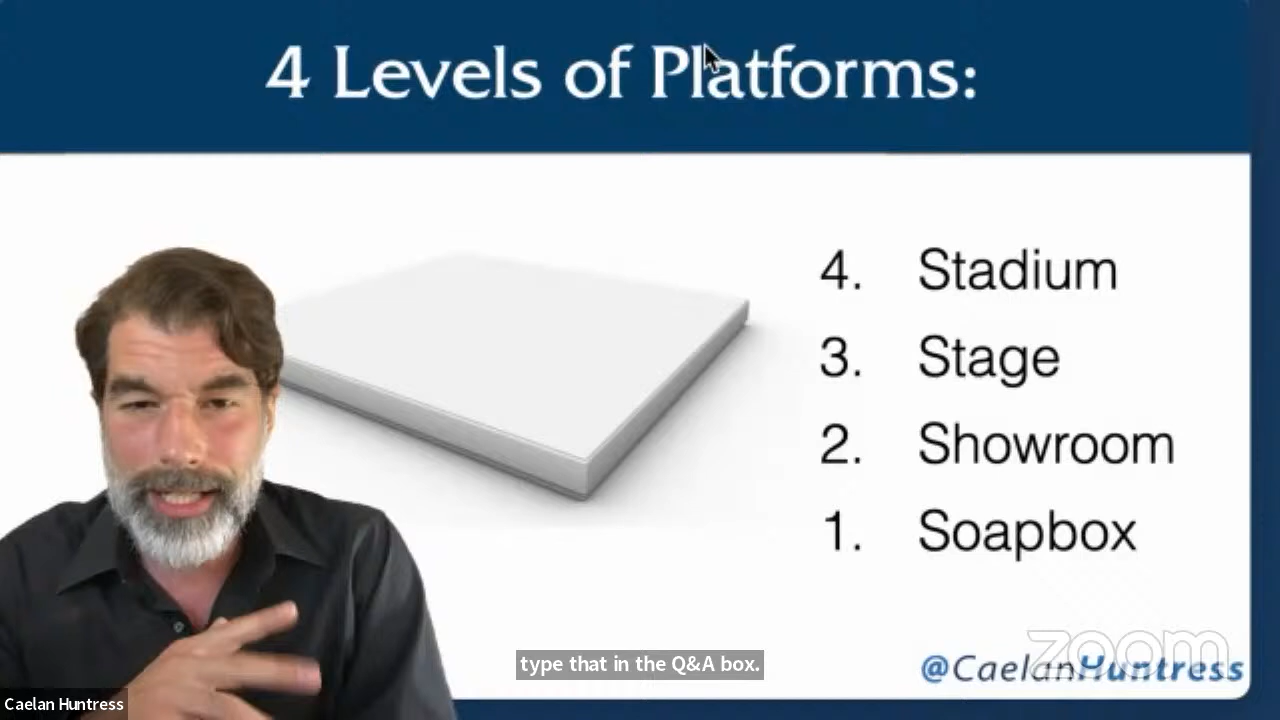 4 Levels of Platforms:
4. Stadium
3. Stage
2. Showroom
1. Soapbox
zoom
@CaelanHuntress
type that in the Q&A box.
Caelan Huntress